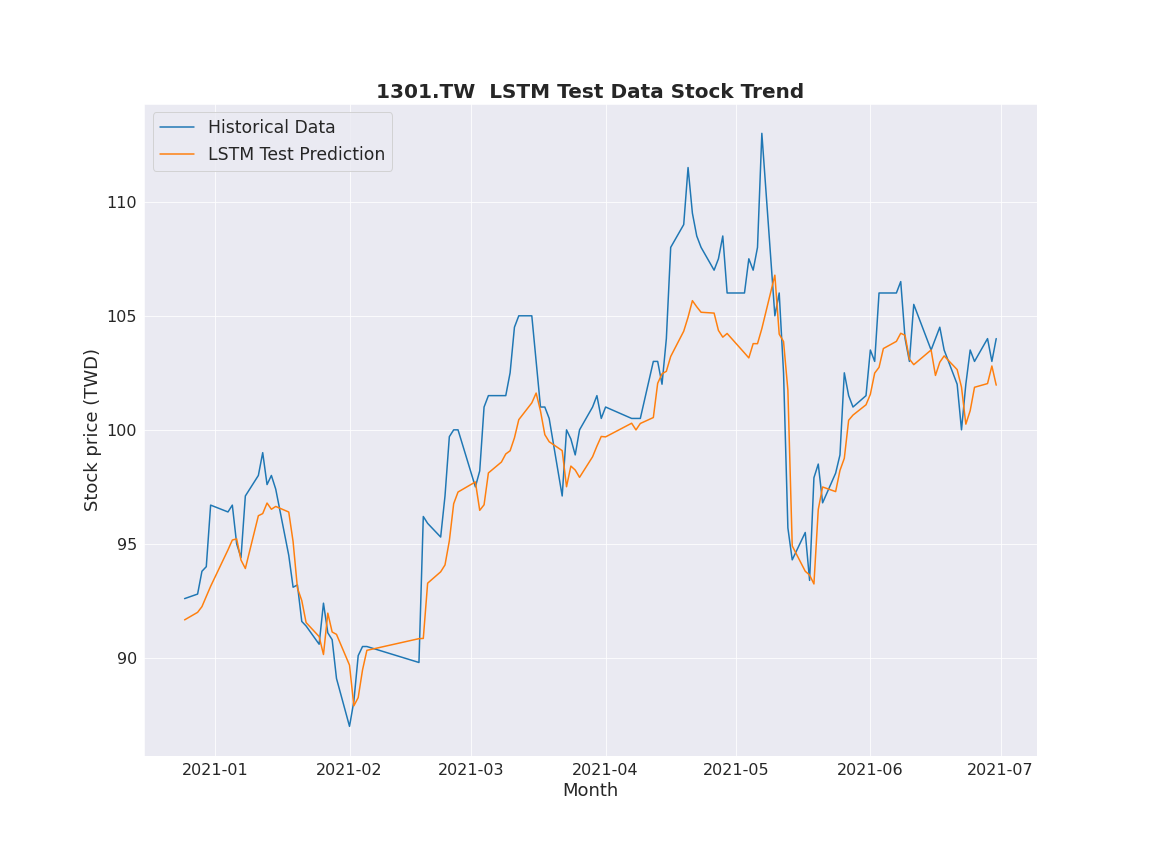 1301.TW  LSTM Test Data Stock Trend
Historical Data
LSTM Test Prediction
Stock price (TWD)
110
105
100
95
90
2021-01 2021-02 2021-03 2021-04 2021-05 2021-06 2021-07
Month